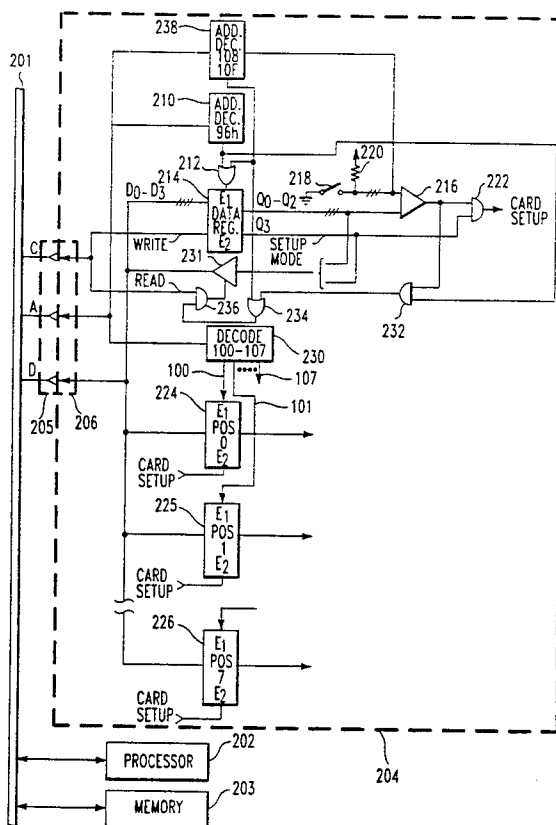 238
ADD.
DEC.
108
10F
201
210
ADD.
DEC.
96h
212
218
220
216
222
CARD
SETUP
D0-D3
214
E1
DATA
REG.
E2
Q0-Q2
Q3
SETUP
MODE
WRITE
231
C
READ
236
234
232
A
DECODE
100-107
230
100
107
101
D
205
206
224
E1
POS
0
E2
CARD
SETUP
225
E1
POS
1
E2
CARD
SETUP
226
E1
POS
7
E2
CARD
SETUP
202
PROCESSOR
204
203
MEMORY